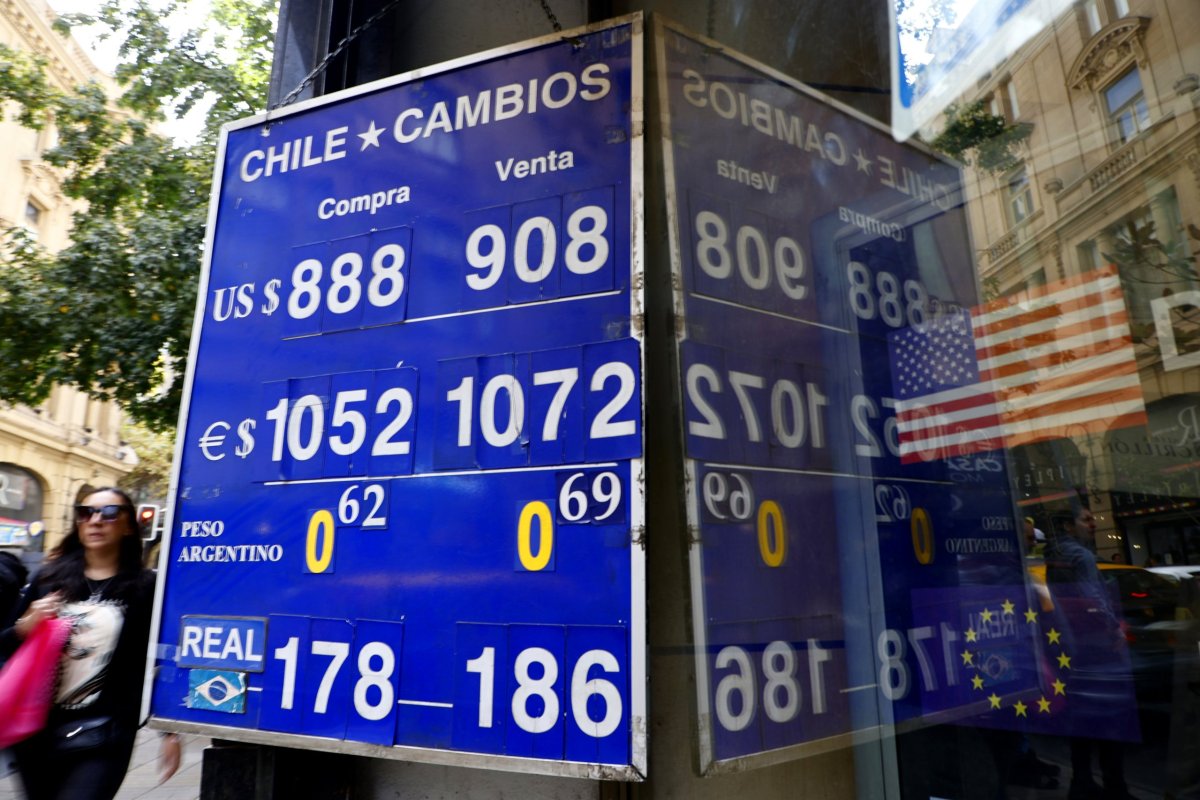 CHILE ★ CAMBIOS
Compra Venta
US $ 888 908
€$ 1052 1072
PESO ARGENTINO 0 62 0 69
REAL 178 186